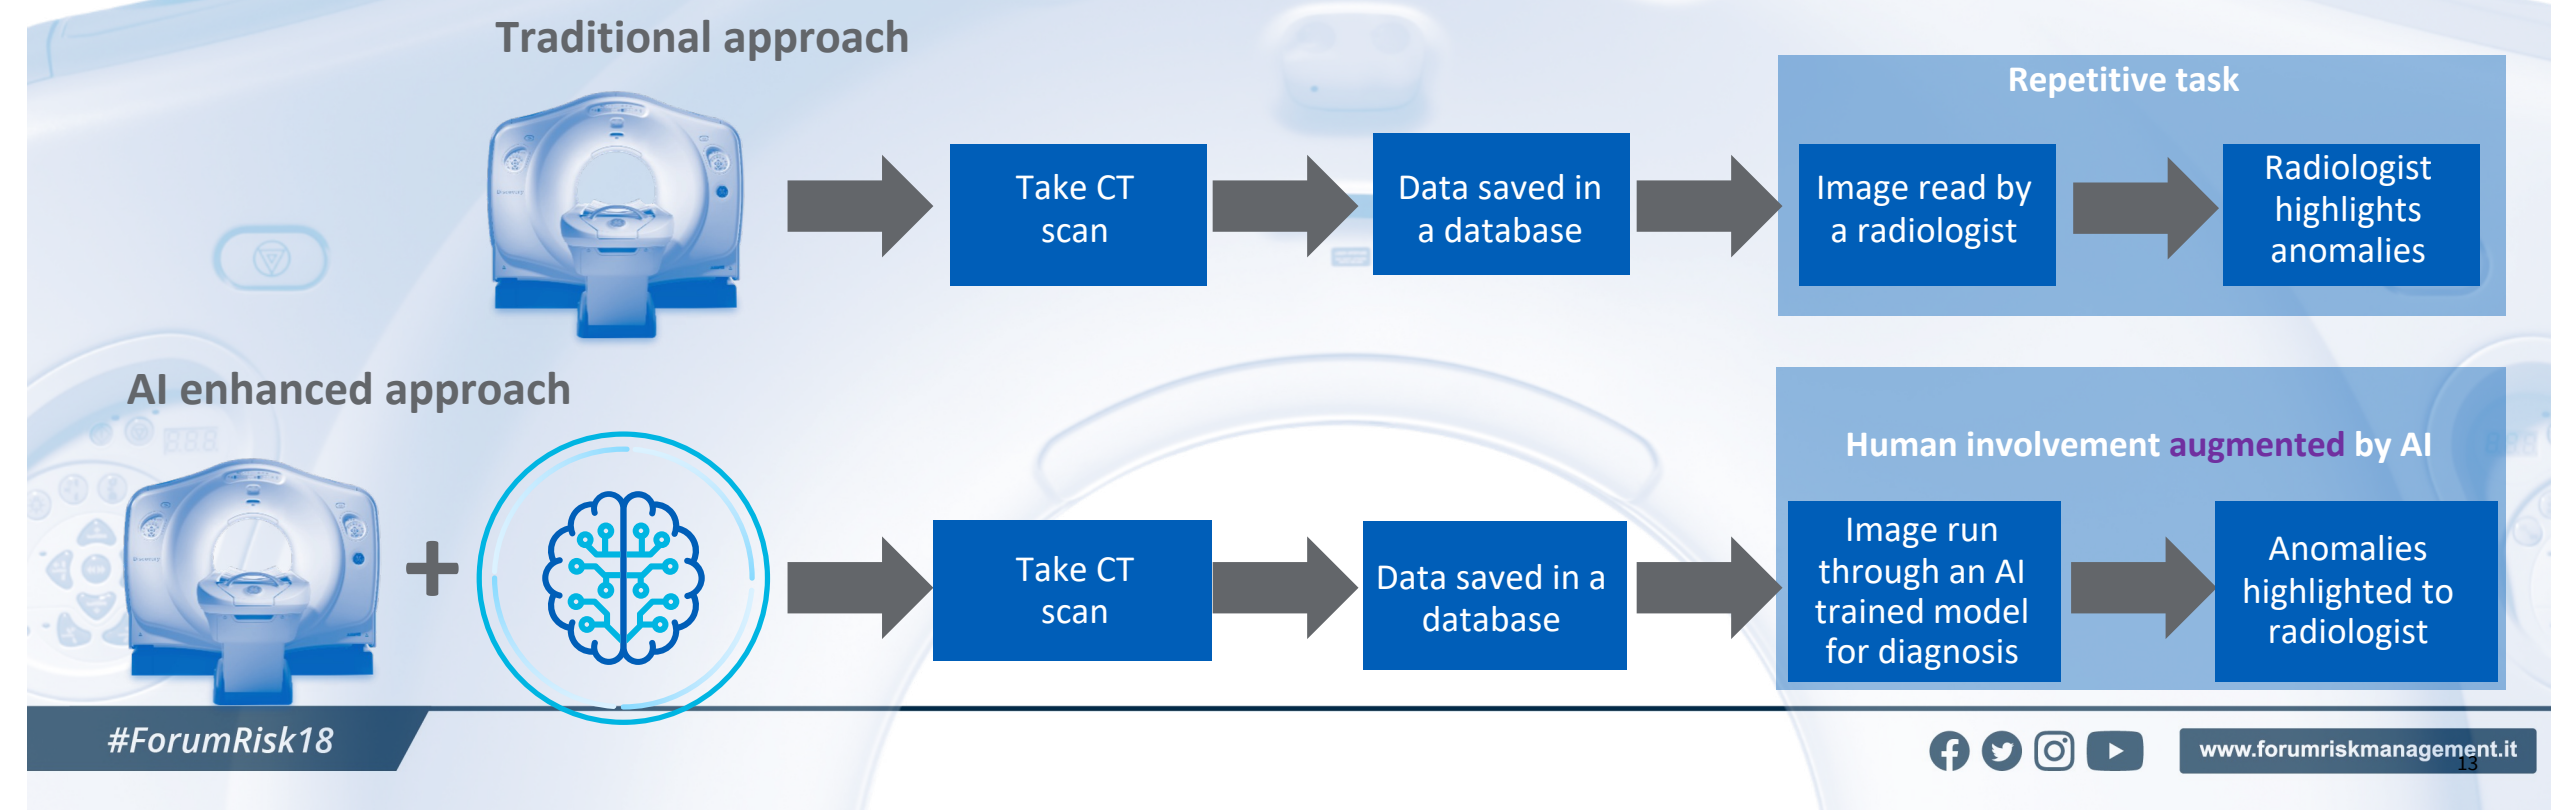 Traditional approach
Repetitive task
Take CT
scan
Data saved in
a database
Image read by
a radiologist
Radiologist
highlights
anomalies
AI enhanced approach
Human involvement augmented by AI
Take CT
scan
Data saved in a
database
Image run
through an AI
trained model
for diagnosis
Anomalies
highlighted to
radiologist
#ForumRisk18
www.forumriskmanagement.it
13